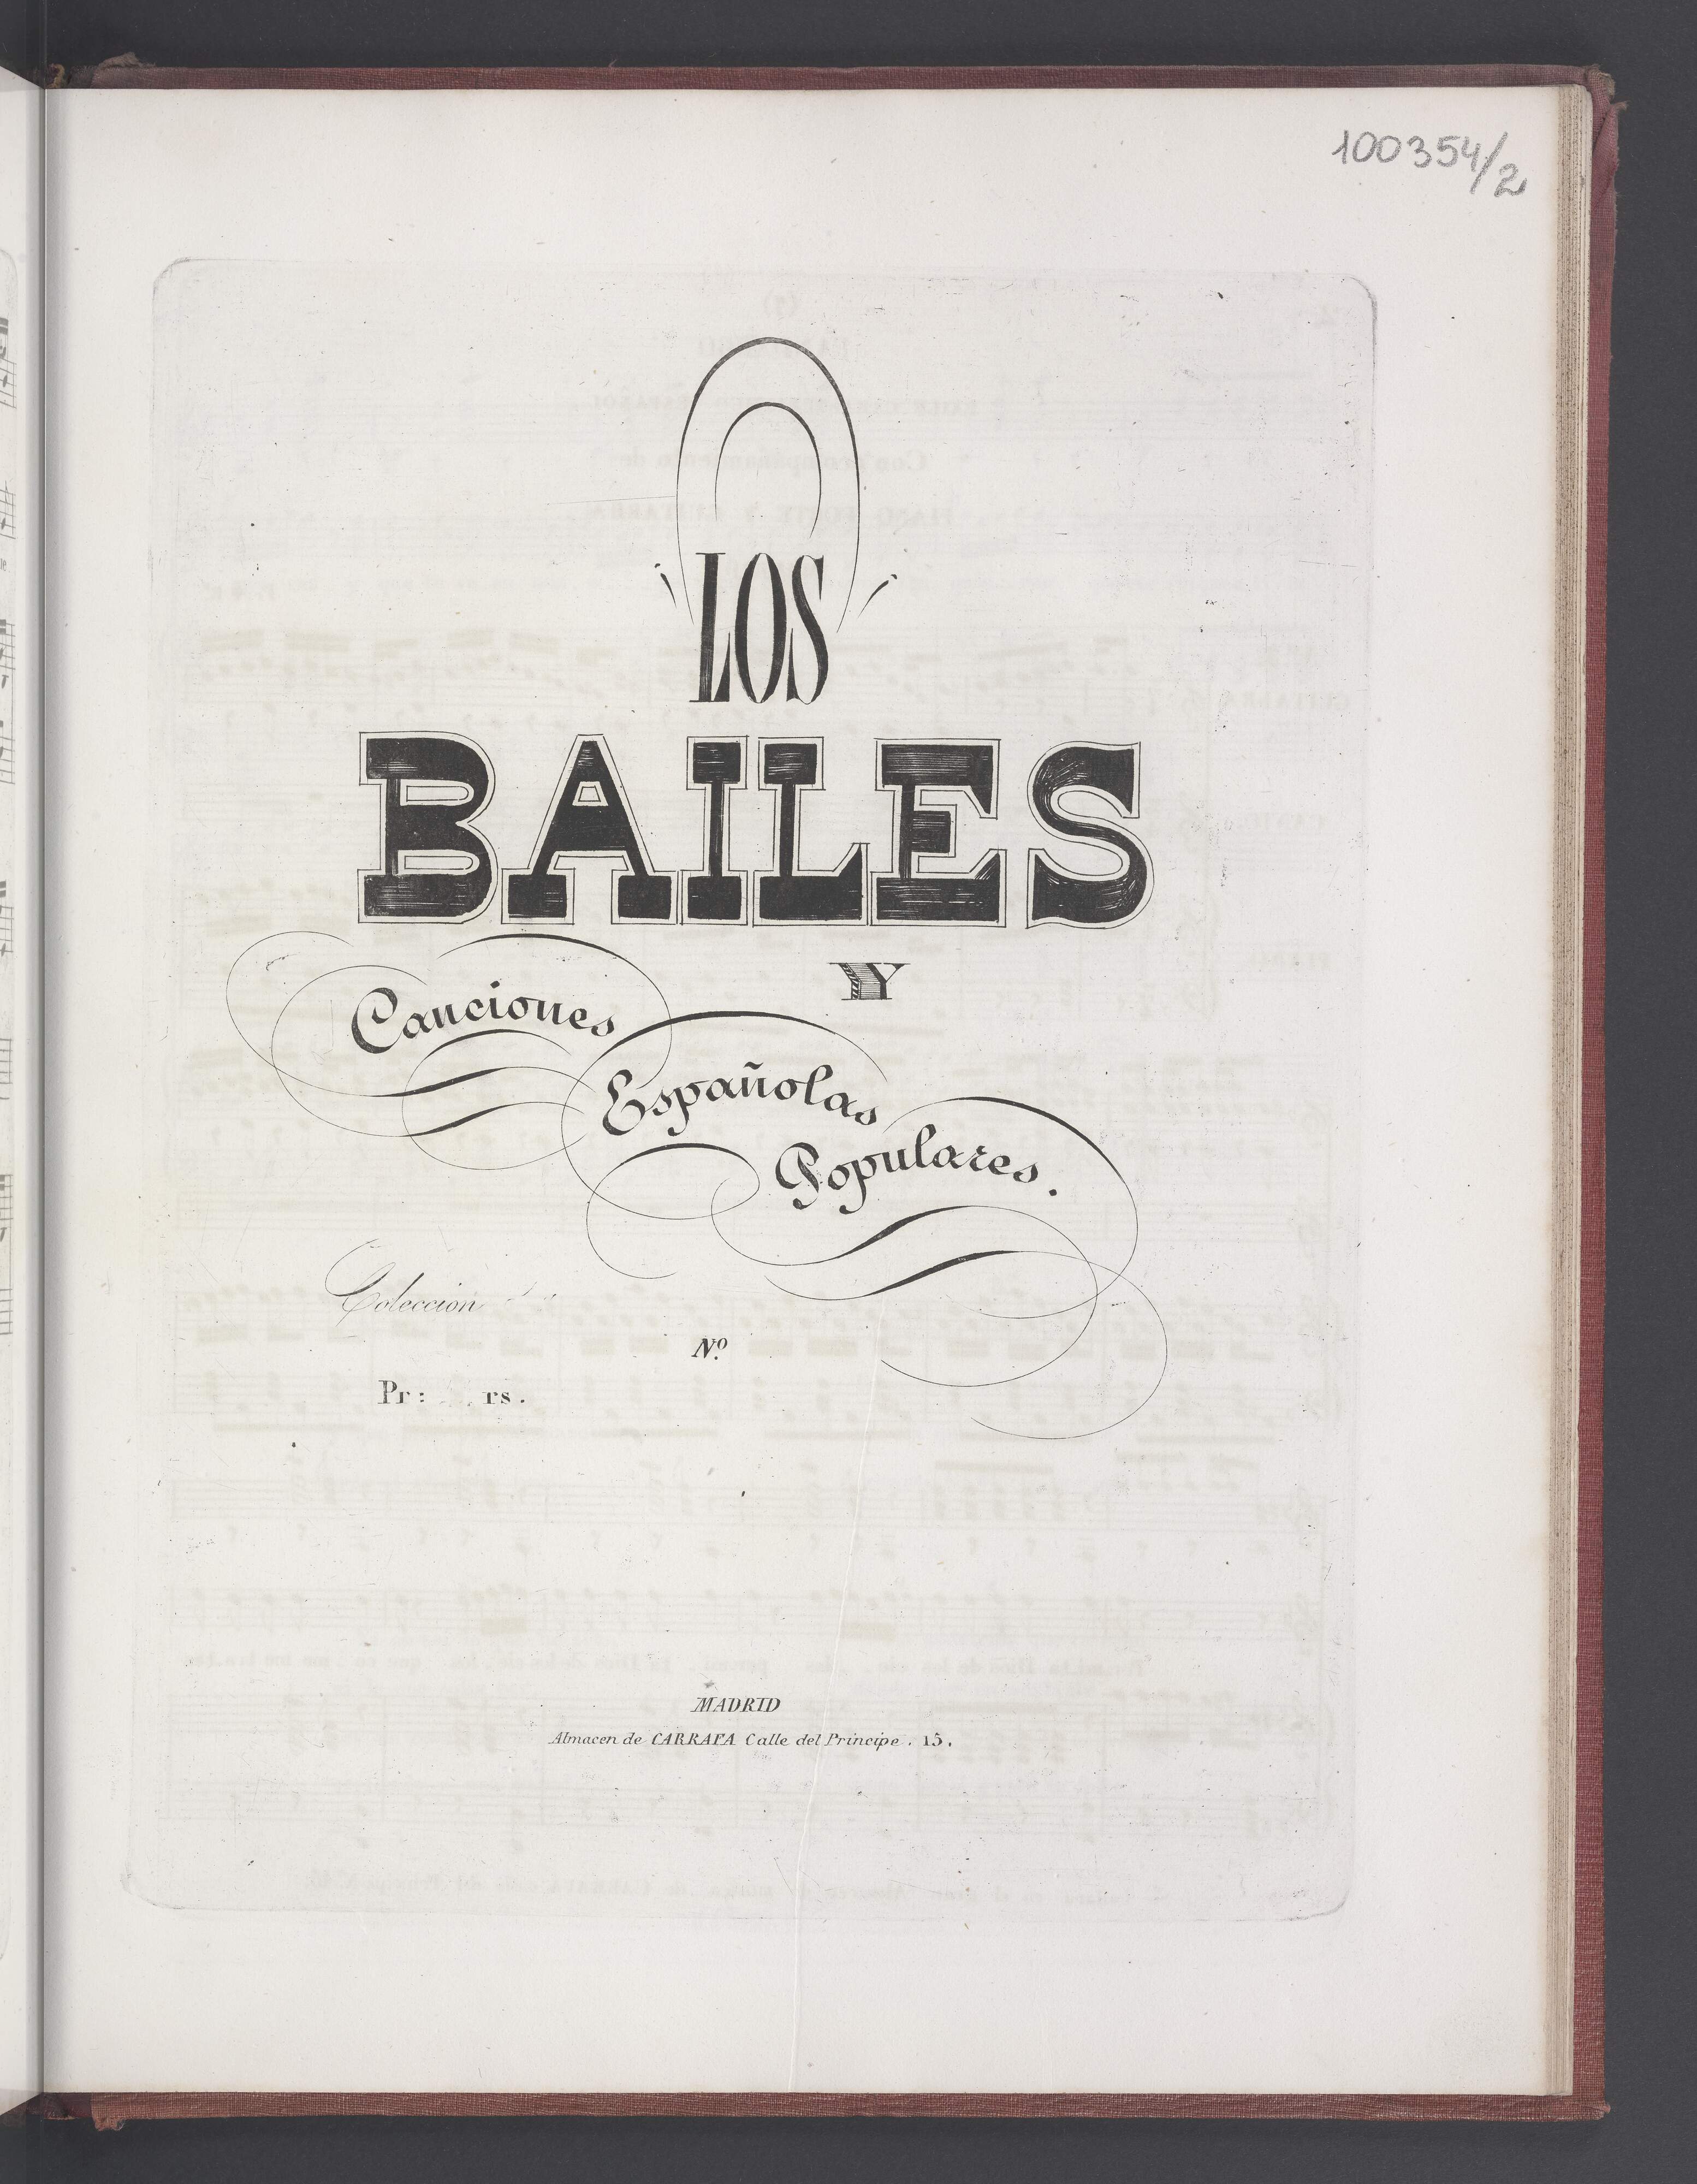 100354/2
LOS
BAILES
Y
Canciones
Españolas
Populares.
Coleccion
Nº
Pr: rs.
MADRID
Almacen de CARRAFA Calle del Principe. 15.